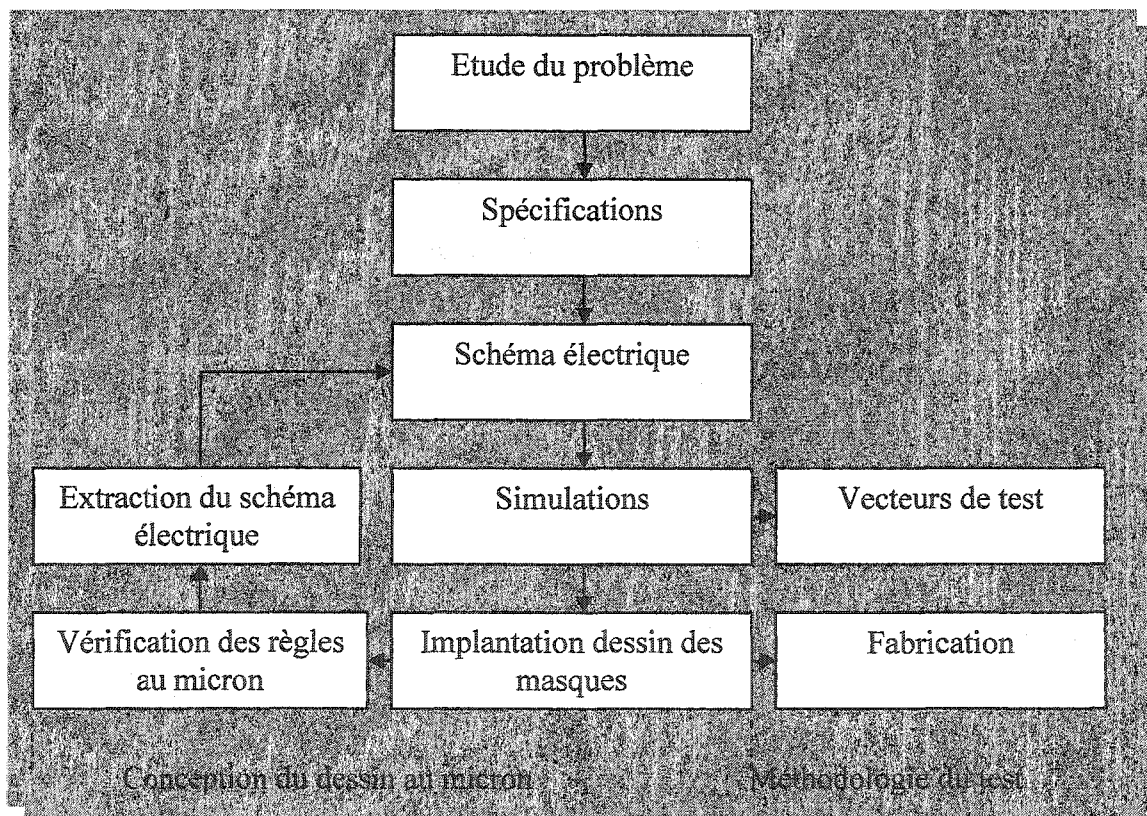 Etude du problème
Spécifications
Schéma électrique
Extraction du schéma
électrique
Simulations
Vecteurs de test
Vérification des règles
au micron
Implantation dessin des
masques
Fabrication
Conception du dessin au micron
Méthodologie du test